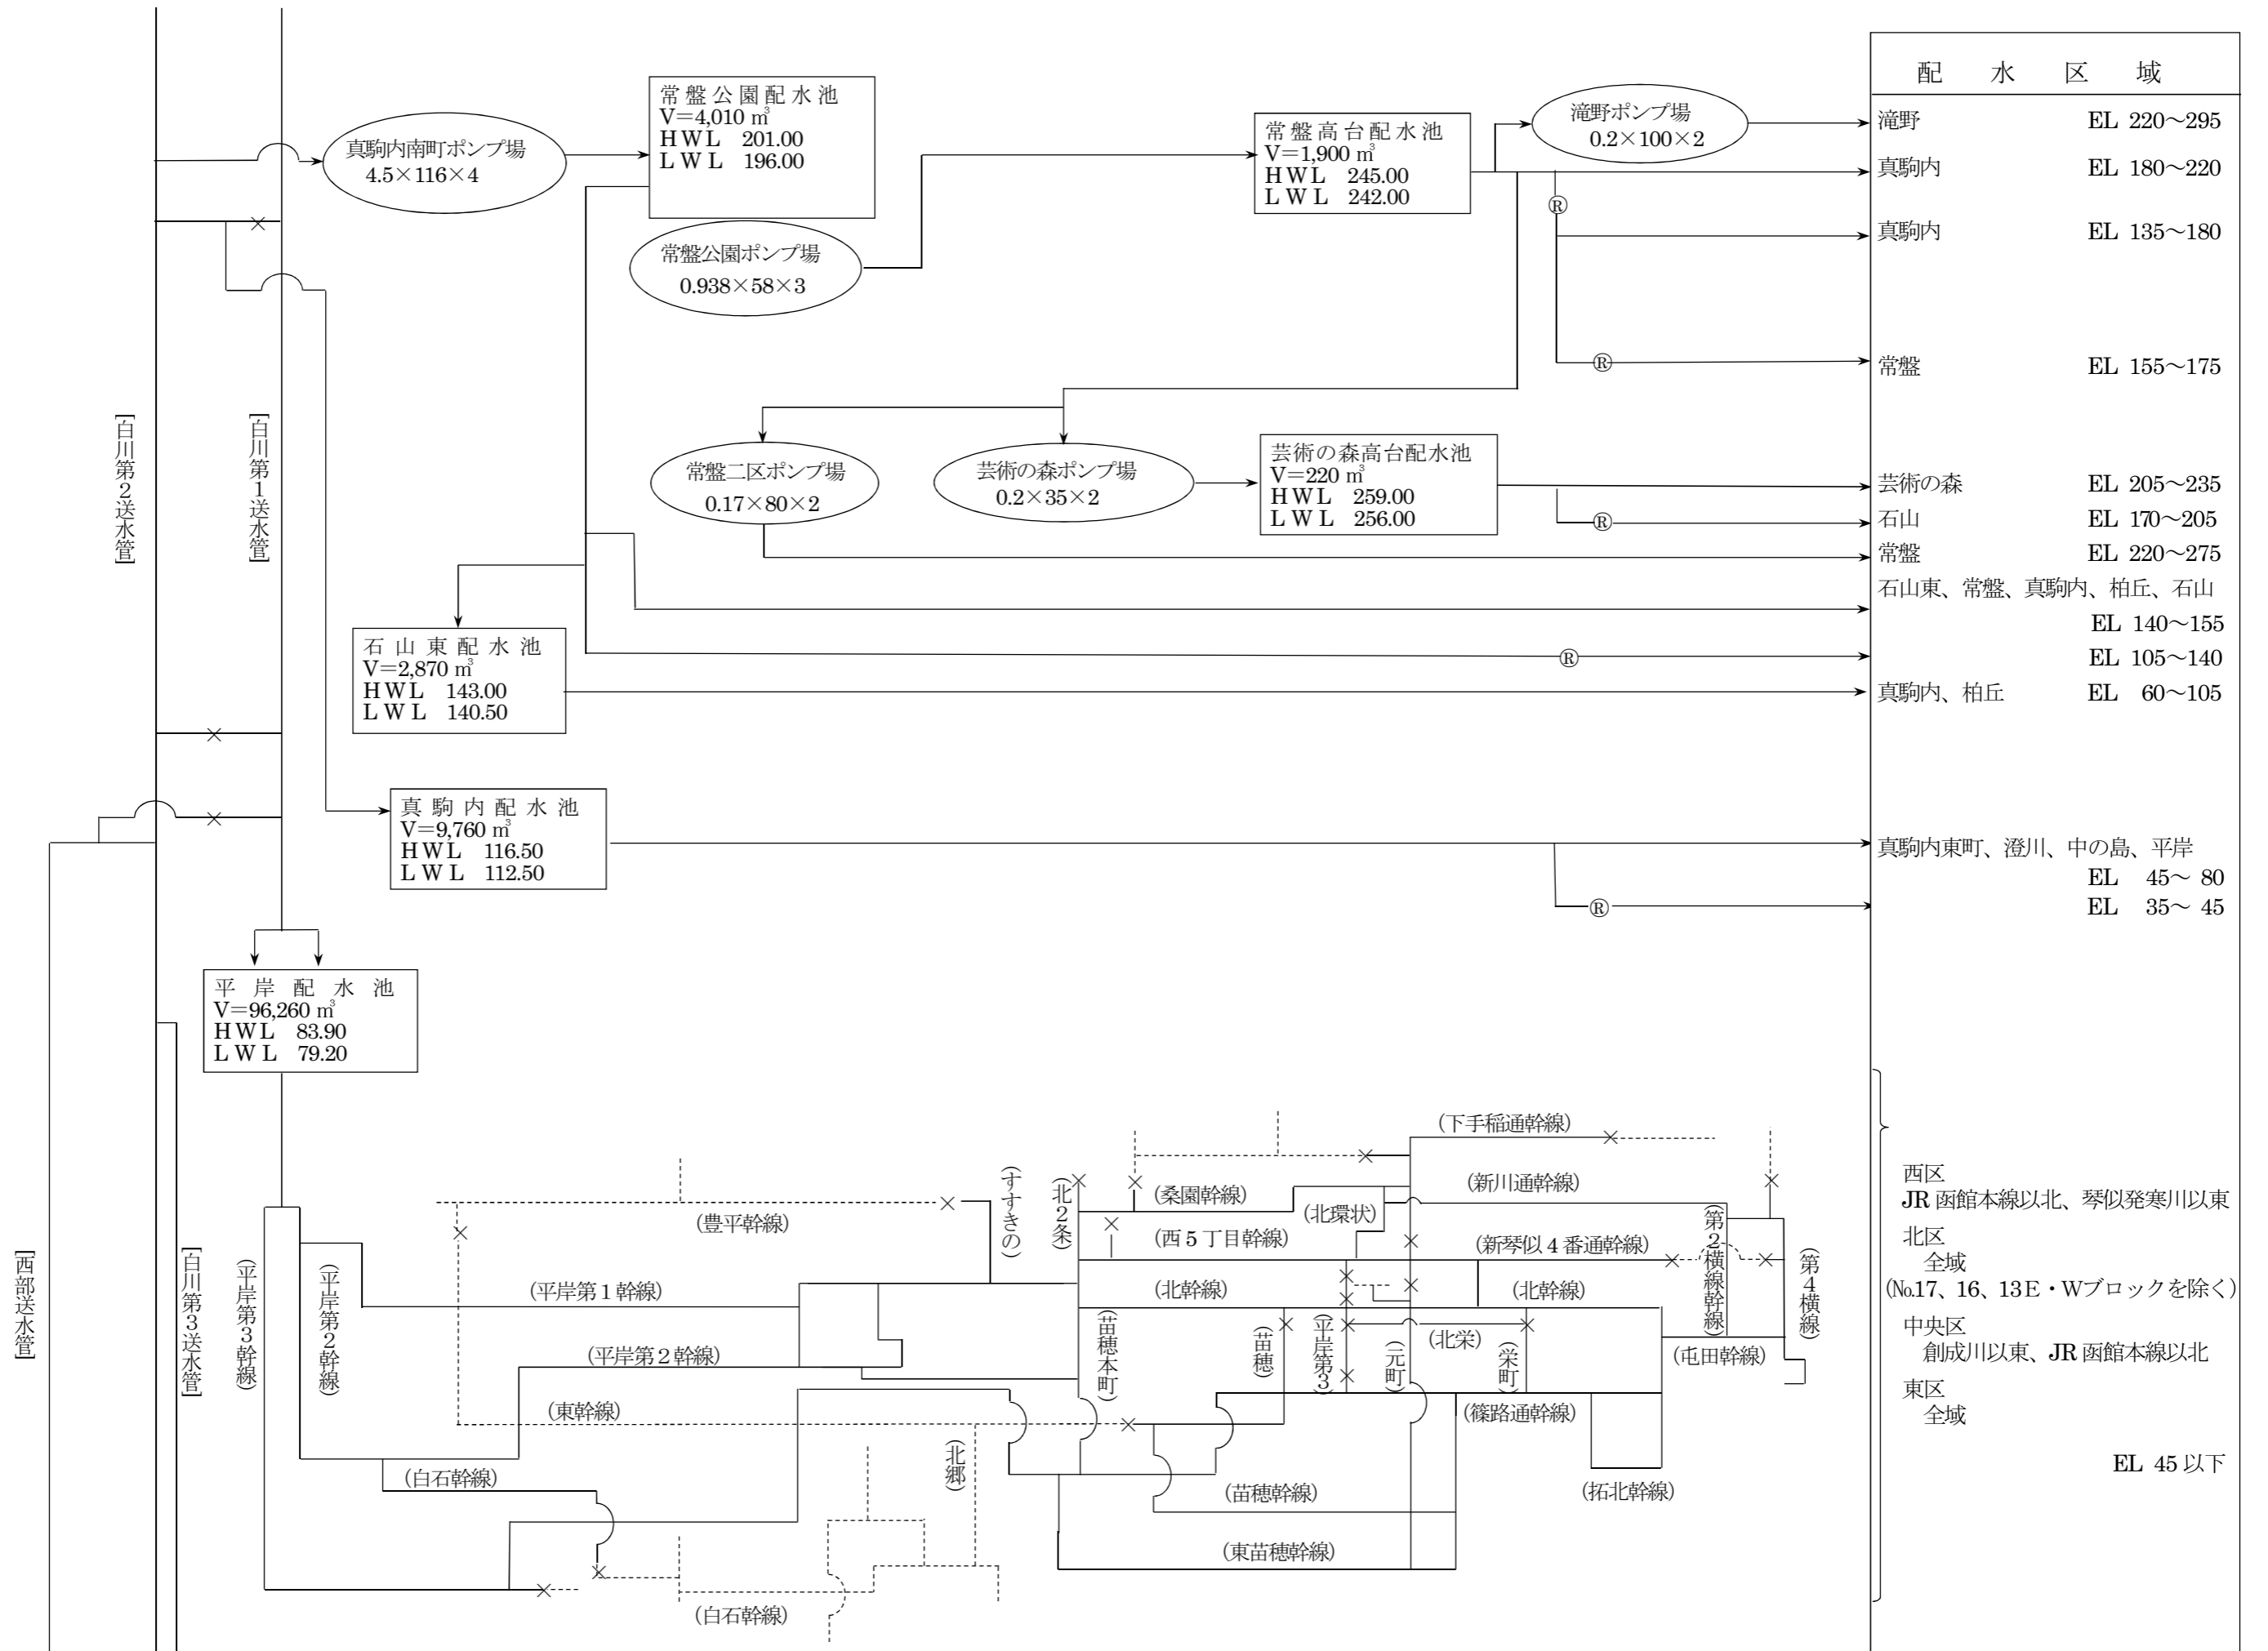 配水区域
常盤公園配水池
V＝4,010 ㎥
HWL 201.00
LWL 196.00
真駒内南町ポンプ場
4.5×116×4
常盤高台配水池
V＝1,900 ㎥
HWL 245.00
LWL 242.00
滝野ポンプ場
0.2×100×2
滝野 EL 220～295
真駒内 EL 180～220
Ⓡ
真駒内 EL 135～180
常盤公園ポンプ場
0.938×58×3
Ⓡ
常盤 EL 155～175
[白川第2送水管]
[白川第1送水管]
常盤二区ポンプ場
0.17×80×2
芸術の森ポンプ場
0.2×35×2
芸術の森高台配水池
V＝220 ㎥
HWL 259.00
LWL 256.00
芸術の森 EL 205～235
Ⓡ
石山 EL 170～205
常盤 EL 220～275
石山東、常盤、真駒内、柏丘、石山
EL 140～155
Ⓡ
EL 105～140
石山東配水池
V＝2,870 ㎥
HWL 143.00
LWL 140.50
真駒内、柏丘 EL 60～105
真駒内配水池
V＝9,760 ㎥
HWL 116.50
LWL 112.50
真駒内東町、澄川、中の島、平岸
EL 45～ 80
Ⓡ
EL 35～ 45
平岸配水池
V＝96,260 ㎥
HWL 83.90
LWL 79.20
[西部送水管]
[白川第3送水管]
(平岸第3幹線)
(平岸第2幹線)
(豊平幹線)
(すすきの)
(北2条)
(下手稲通幹線)
(桑園幹線)
(北環状)
(新川通幹線)
(西5丁目幹線)
(新琴似4番通幹線)
(第2横線幹線)
(第4横線)
(平岸第1幹線)
(北幹線)
(北幹線)
(平岸第2幹線)
(苗穂本町)
(苗穂)
(平岸第3)
(元町)
(北栄)
(栄町)
(屯田幹線)
(東幹線)
(篠路通幹線)
(白石幹線)
(北郷)
(苗穂幹線)
(拓北幹線)
(東苗穂幹線)
(白石幹線)
西区
JR函館本線以北、琴似発寒川以東
北区
全域
(№17、16、13E・Wブロックを除く)
中央区
創成川以東、JR函館本線以北
東区
全域
EL 45以下